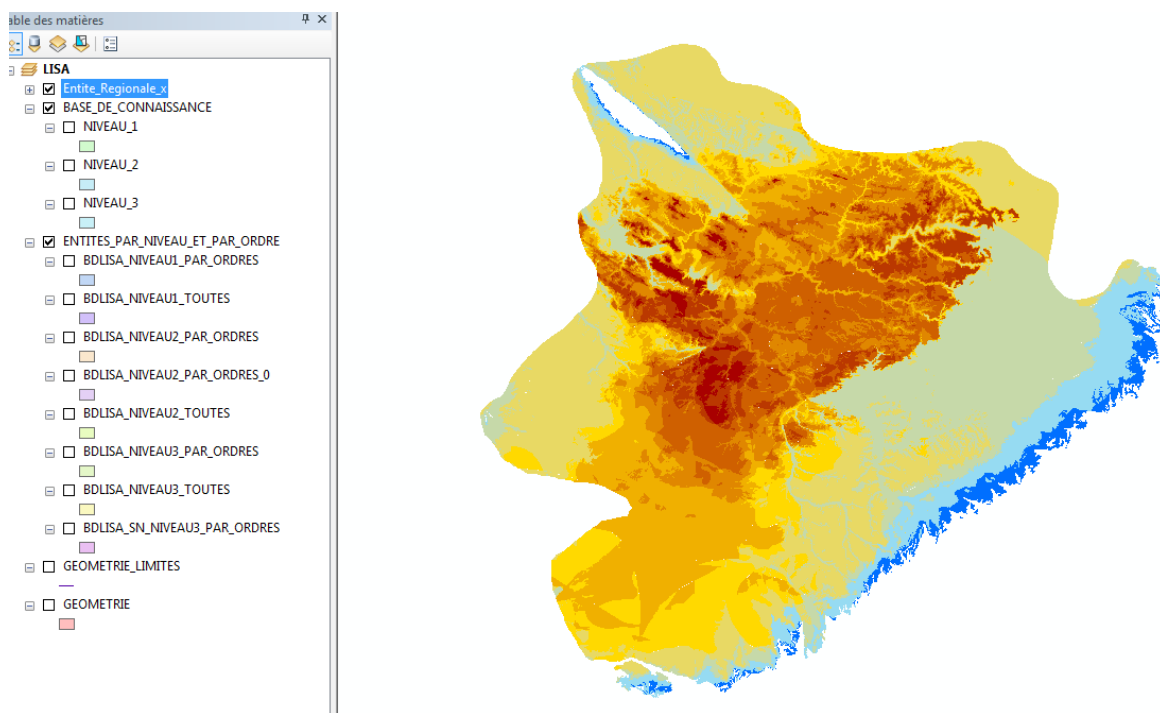 able des matières
LISA
Entite_Regionale_x
BASE_DE_CONNAISSANCE
NIVEAU_1
NIVEAU_2
NIVEAU_3
ENTITES_PAR_NIVEAU_ET_PAR_ORDRE
BDLISA_NIVEAU1_PAR_ORDRES
BDLISA_NIVEAU1_TOUTES
BDLISA_NIVEAU2_PAR_ORDRES
BDLISA_NIVEAU2_PAR_ORDRES_0
BDLISA_NIVEAU2_TOUTES
BDLISA_NIVEAU3_PAR_ORDRES
BDLISA_NIVEAU3_TOUTES
BDLISA_SN_NIVEAU3_PAR_ORDRES
GEOMETRIE_LIMITES
GEOMETRIE